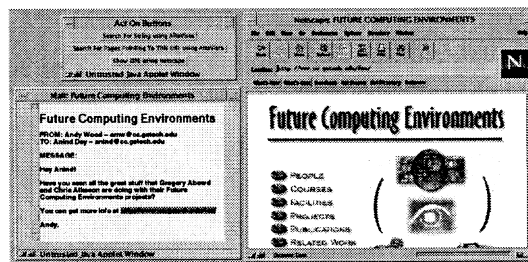 Act On Buttons
Search For String using AltaVista
Search For Pages Pointing To This URL using AltaVista
Show URL using netscape
Untrusted Java Applet Window
Mail: Future Computing Environments
Future Computing Environments
FROM: Andy Wood -- @cc.gatech.edu
TO: Anind Dey -- anind@cc.gatech.edu
MESSAGE:
Hey Anind!
Have you seen all the great stuff that Gregory Abowd
and Chris Atkeson are doing with their Future
Computing Environments projects?
You can get more info at
Andy.
Untrusted Java Applet Window
Netscape: FUTURE COMPUTING ENVIRONMENTS
N
Future Computing Environments
PEOPLE
COURSES
FACILITIES
PROJECTS
PUBLICATIONS
RELATED WORK